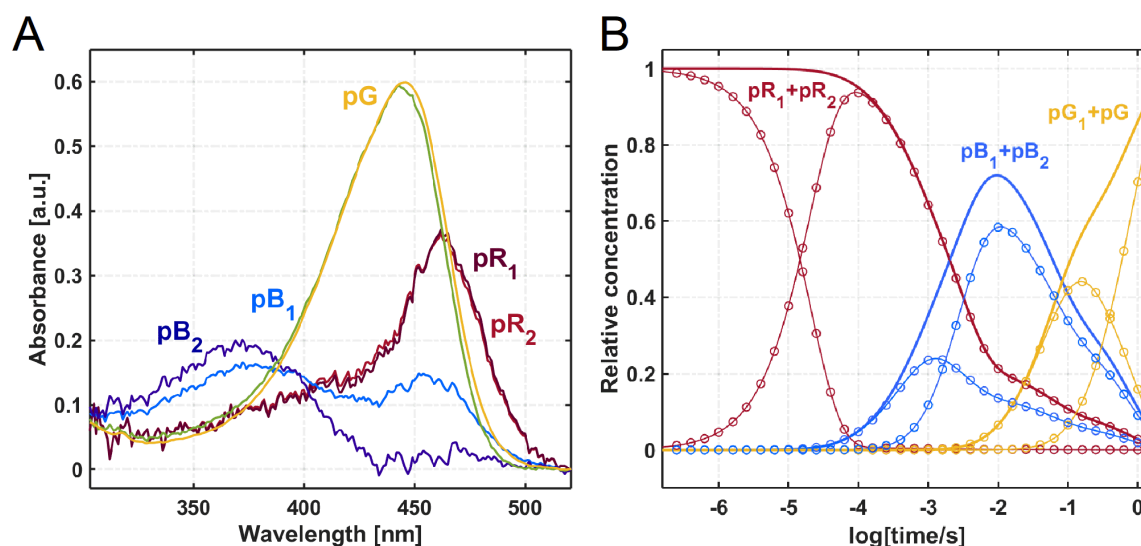 A
B
0.6
0.5
0.4
0.3
0.2
0.1
0
Absorbance [a.u.]
pG
pR₁
pB₁
pR₂
pB₂
350
400
450
500
Wavelength [nm]
1
0.8
0.6
0.4
0.2
0
Relative concentration
pR₁+pR₂
pG₁+pG
pB₁+pB₂
-6
-5
-4
-3
-2
-1
0
log[time/s]